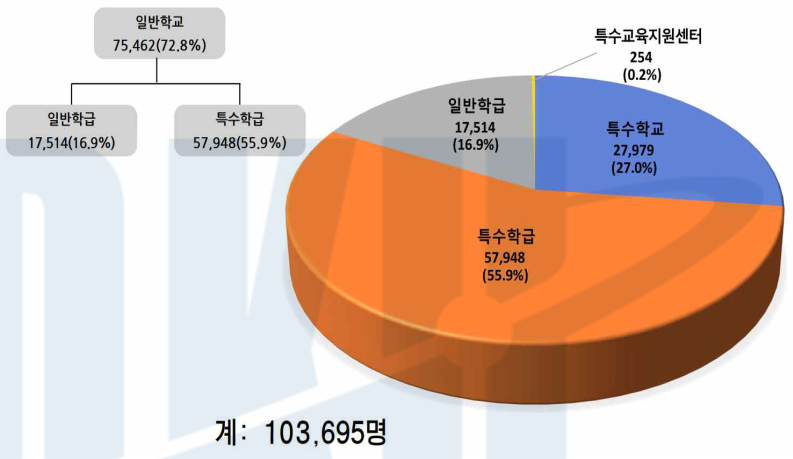 일반학교
75,462(72.8%)
일반학급
17,514(16,9%)
특수학급
57,948(55.9%)
특수교육지원센터
254
(0.2%)
일반학급
17,514
(16.9%)
특수학교
27,979
(27.0%)
특수학급
57,948
(55.9%)
계: 103,695명